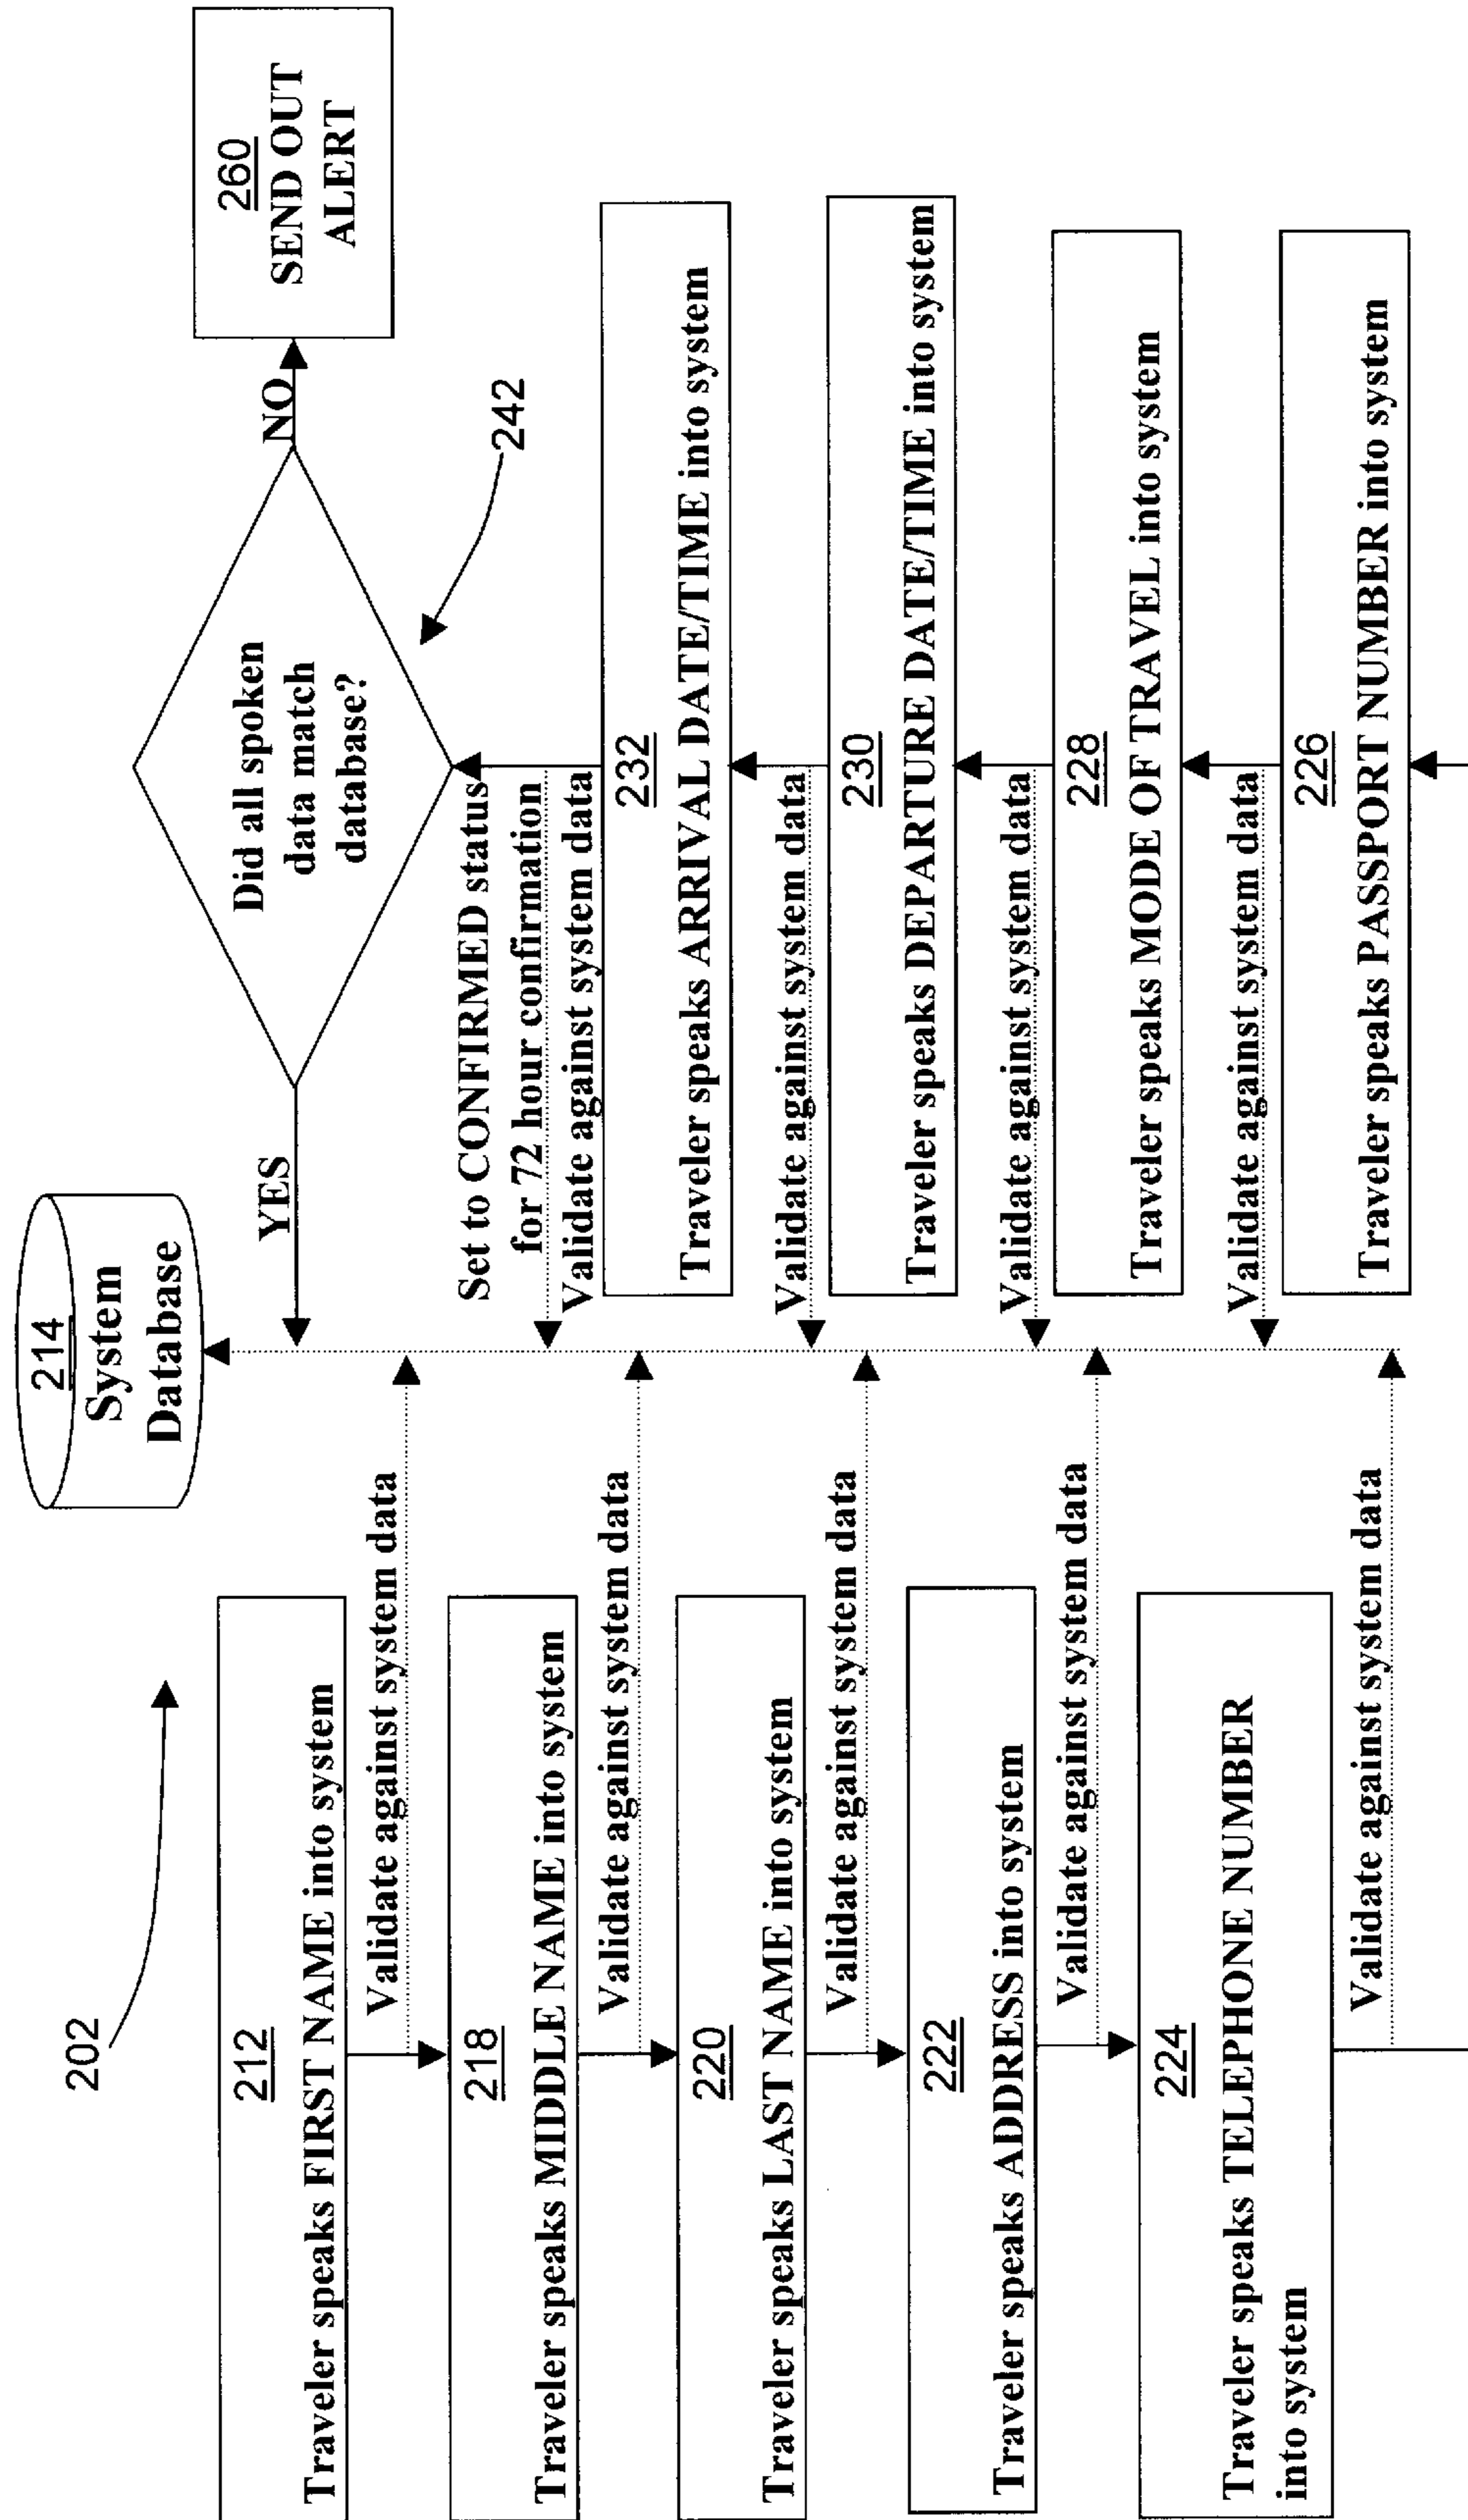 202
212
Traveler speaks FIRST NAME into system
Validate against system data
218
Traveler speaks MIDDLE NAME into system
Validate against system data
220
Traveler speaks LAST NAME into system
Validate against system data
222
Traveler speaks ADDRESS into system
Validate against system data
224
Traveler speaks TELEPHONE NUMBER
into system
Validate against system data
214
System
Database
226
Traveler speaks PASSPORT NUMBER into system
Validate against system data
228
Traveler speaks MODE OF TRAVEL into system
Validate against system data
230
Traveler speaks DEPARTURE DATE/TIME into system
Validate against system data
232
Traveler speaks ARRIVAL DATE/TIME into system
Set to CONFIRMED status
for 72 hour confirmation
Validate against system data
242
Did all spoken
data match
database?
YES
NO
260
SEND OUT
ALERT